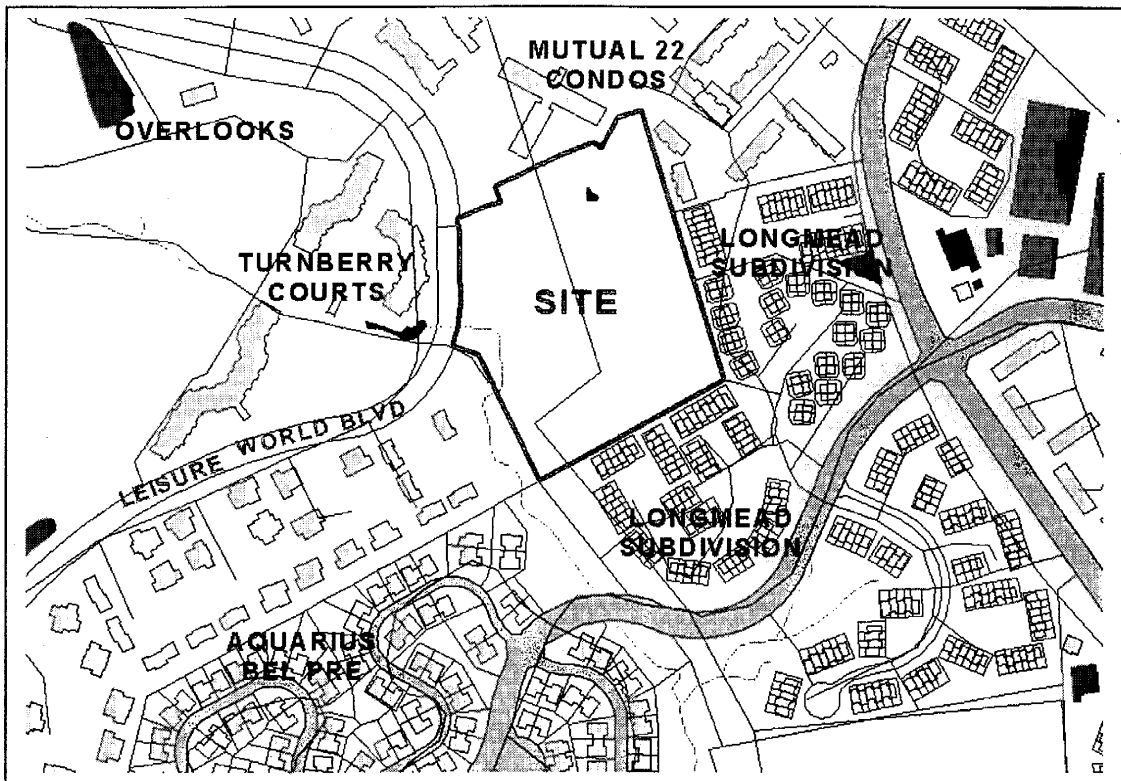 MUTUAL 22
CONDOS
OVERLOOKS
TURNBERRY
COURTS
LONGMEAD
SUBDIVISION
SITE
LEISURE WORLD BLVD
LONGMEAD
SUBDIVISION
AQUARIUS
BEL PRE